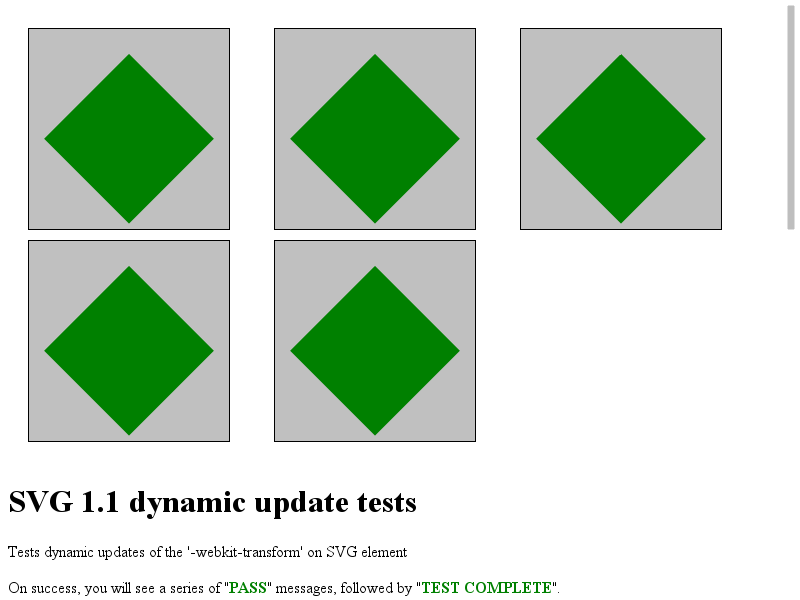 SVG 1.1 dynamic update tests
Tests dynamic updates of the '-webkit-transform' on SVG element
On success, you will see a series of "PASS" messages, followed by "TEST COMPLETE".